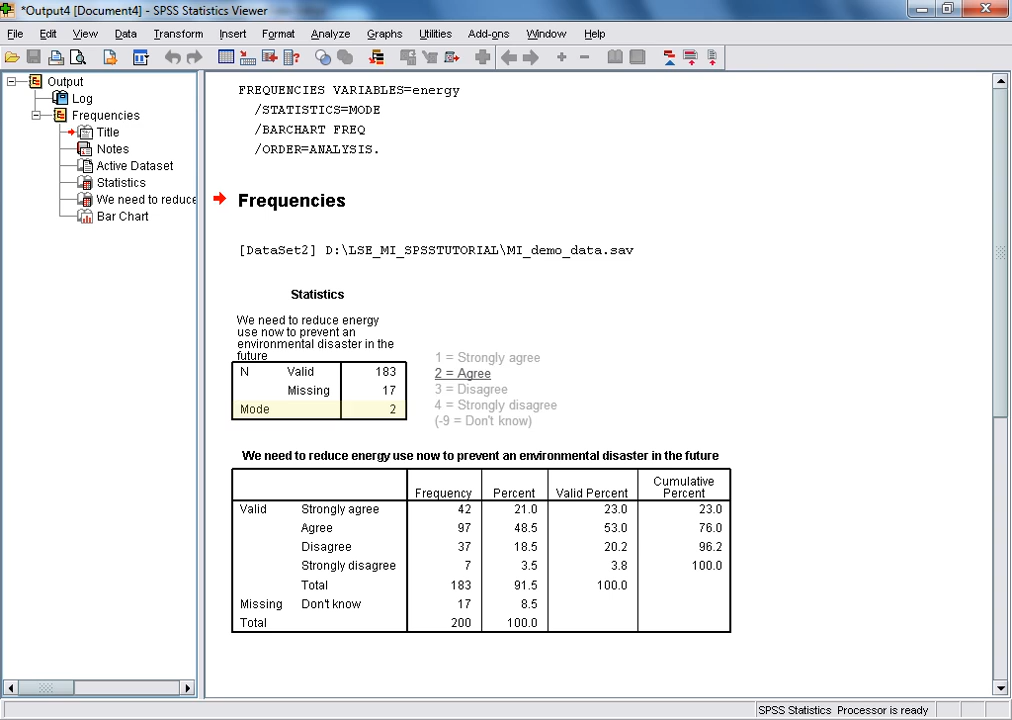 *Output4 [Document4] - SPSS Statistics Viewer
File Edit View Data Transform Insert Format Analyze Graphs Utilities Add-ons Window Help
Output
Log
Frequencies
Title
Notes
Active Dataset
Statistics
We need to reduce
Bar Chart
FREQUENCIES VARIABLES=energy
/STATISTICS=MODE
/BARCHART FREQ
/ORDER=ANALYSIS.
Frequencies
[DataSet2] D:\LSE_MI_SPSSTUTORIAL\MI_demo_data.sav
Statistics
We need to reduce energy
use now to prevent an
environmental disaster in the
future
N Valid 183
Missing 17
Mode 2
1 = Strongly agree
2 = Agree
3 = Disagree
4 = Strongly disagree
(-9 = Don't know)
We need to reduce energy use now to prevent an environmental disaster in the future
Frequency Percent Valid Percent Cumulative Percent
Valid Strongly agree 42 21.0 23.0 23.0
Agree 97 48.5 53.0 76.0
Disagree 37 18.5 20.2 96.2
Strongly disagree 7 3.5 3.8 100.0
Total 183 91.5 100.0
Missing Don't know 17 8.5
Total 200 100.0
SPSS Statistics Processor is ready